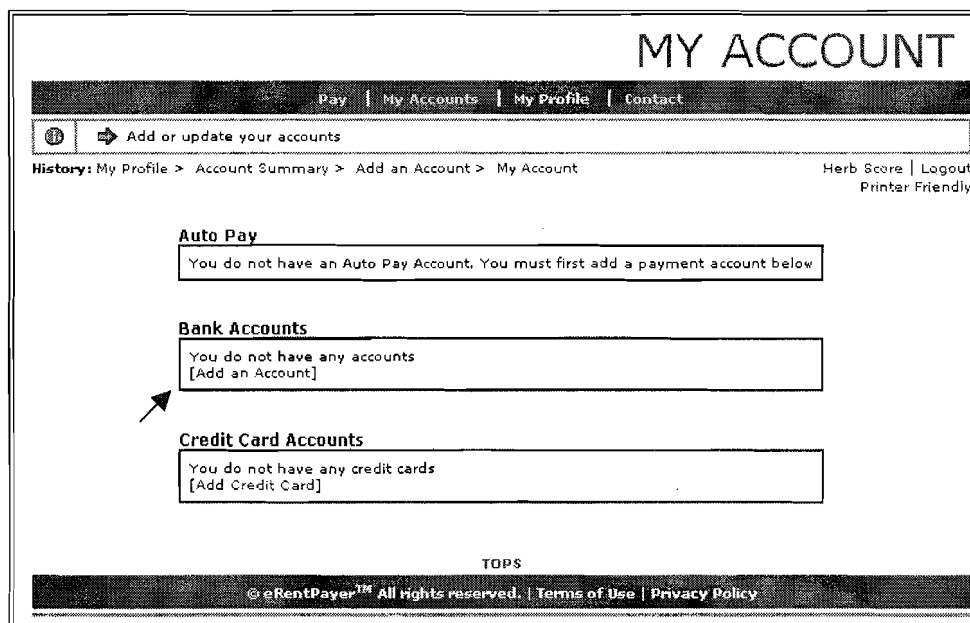 MY ACCOUNT
Pay | My Accounts | My Profile | Contact
Add or update your accounts
History: My Profile > Account Summary > Add an Account > My Account
Herb Score | Logout
Printer Friendly
Auto Pay
You do not have an Auto Pay Account. You must first add a payment account below
Bank Accounts
You do not have any accounts
[Add an Account]
Credit Card Accounts
You do not have any credit cards
[Add Credit Card]
TOPS
© eRentPayer™ All rights reserved. | Terms of Use | Privacy Policy